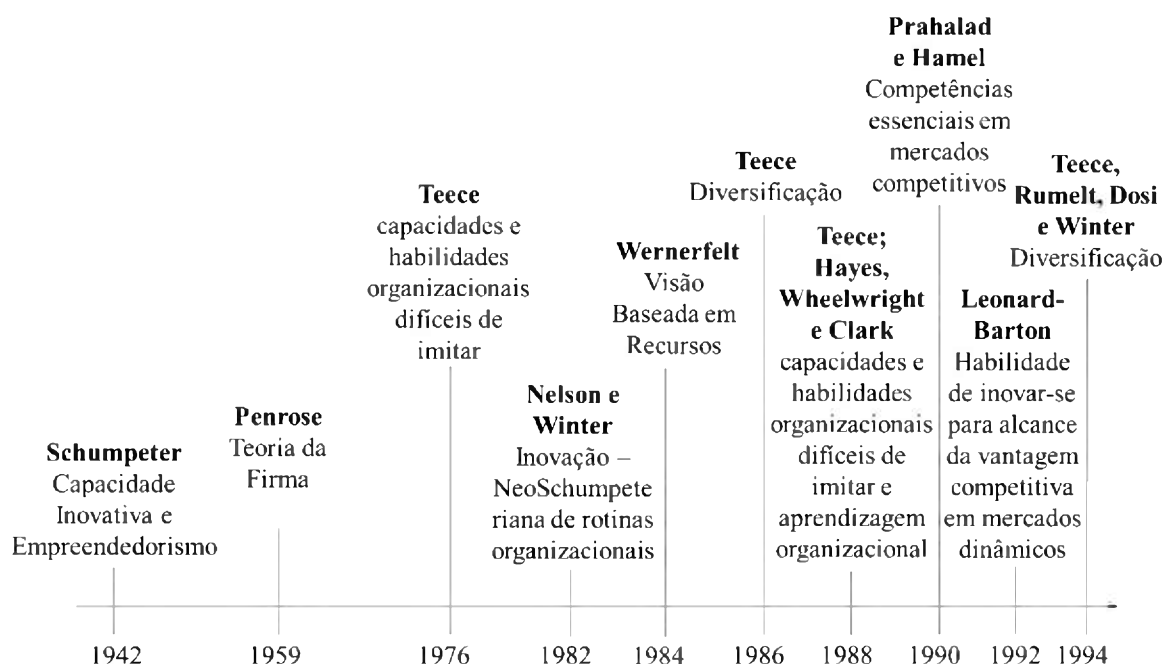 Schumpeter
Capacidade
Inovativa e
Empreendedorismo
Penrose
Teoria da
Firma
Teece
capacidades e
habilidades
organizacionais
difíceis de
imitar
Nelson e
Winter
Inovação –
NeoSchumpete
riana de rotinas
organizacionais
Wernerfelt
Visão
Baseada em
Recursos
Teece
Diversificação
Teece;
Hayes,
Wheelwright
e Clark
capacidades e
habilidades
organizacionais
difíceis de
imitar e
aprendizagem
organizacional
Prahalad
e Hamel
Competências
essenciais em
mercados
competitivos
Leonard-
Barton
Habilidade
de inovar-se
para alcance
da vantagem
competitiva
em mercados
dinâmicos
Teece,
Rumelt, Dosi
e Winter
Diversificação
1942 1959 1976 1982 1984 1986 1988 1990 1992 1994